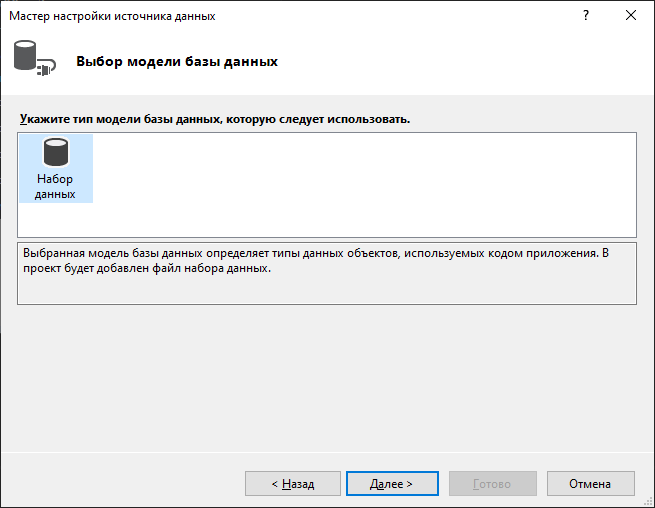 Мастер настройки источника данных
?
Выбор модели базы данных
Укажите тип модели базы данных, которую следует использовать.
Набор
данных
Выбранная модель базы данных определяет типы данных объектов, используемых кодом приложения. В
проект будет добавлен файл набора данных.
< Назад
Далее >
Готово
Отмена